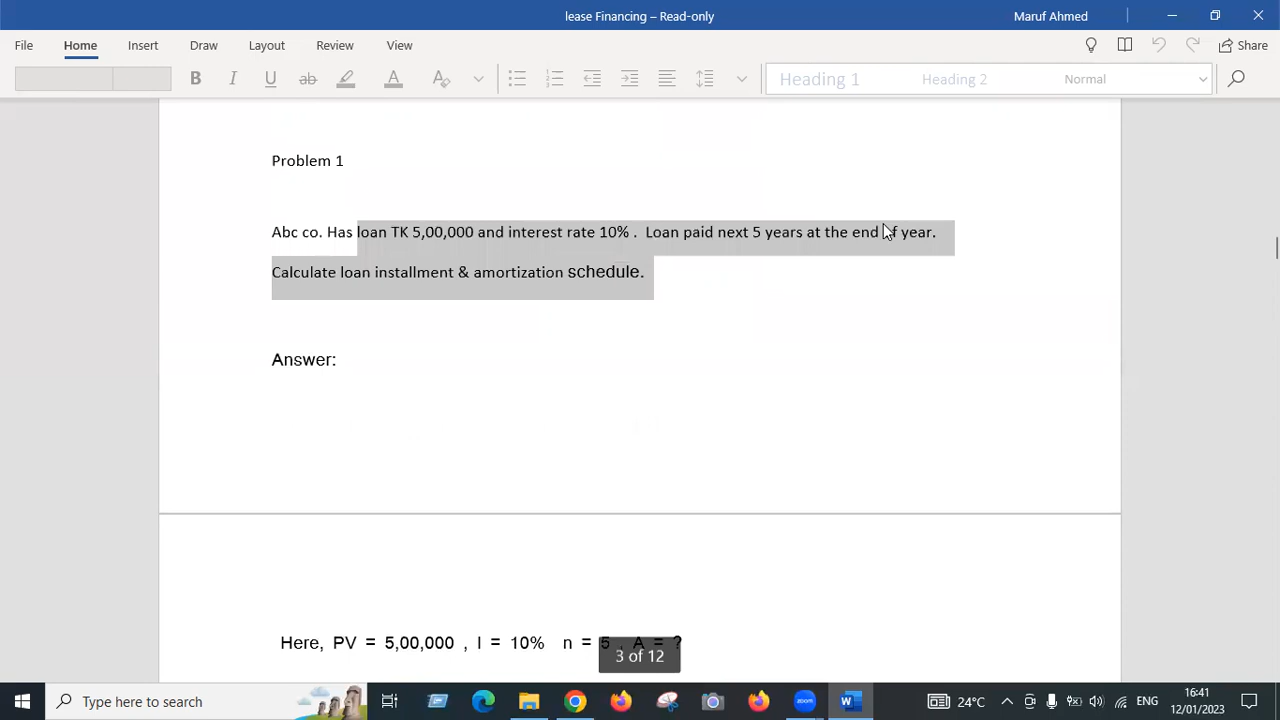 lease Financing – Read-only
Maruf Ahmed
File Home Insert Draw Layout References Review View Share
B I U ab A A Heading 1 Heading 2 Normal
Problem 1
Abc co. Has loan TK 5,00,000 and interest rate 10% . Loan paid next 5 years at the end of year.
Calculate loan installment & amortization schedule.
Answer:
Here, PV = 5,00,000 , I = 10% n = 5 , A = ?
3 of 12
Type here to search
24°C
ENG
16:41
12/01/2023